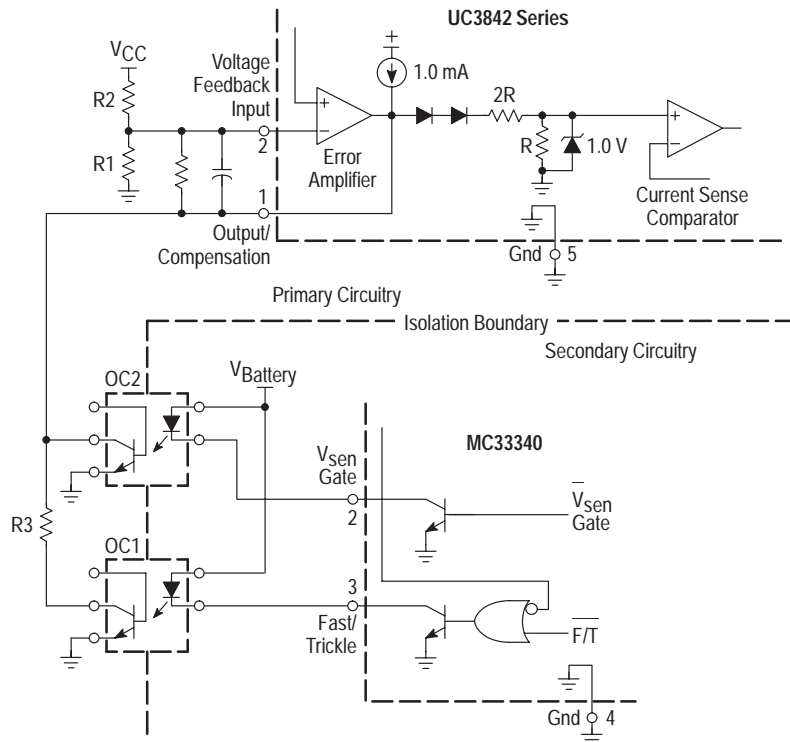 UC3842 Series
VCC
R2
R1
Voltage
Feedback
Input
2
+
1.0 mA
+
−
Error
Amplifier
2R
R
1.0 V
+
−
Current Sense
Comparator
1
Output/
Compensation
Gnd 5
Primary Circuitry
Isolation Boundary
Secondary Circuitry
OC2
VBattery
MC33340
Vsen
Gate
2
Vsen
Gate
R3
OC1
3
Fast/
Trickle
F/T
Gnd 4